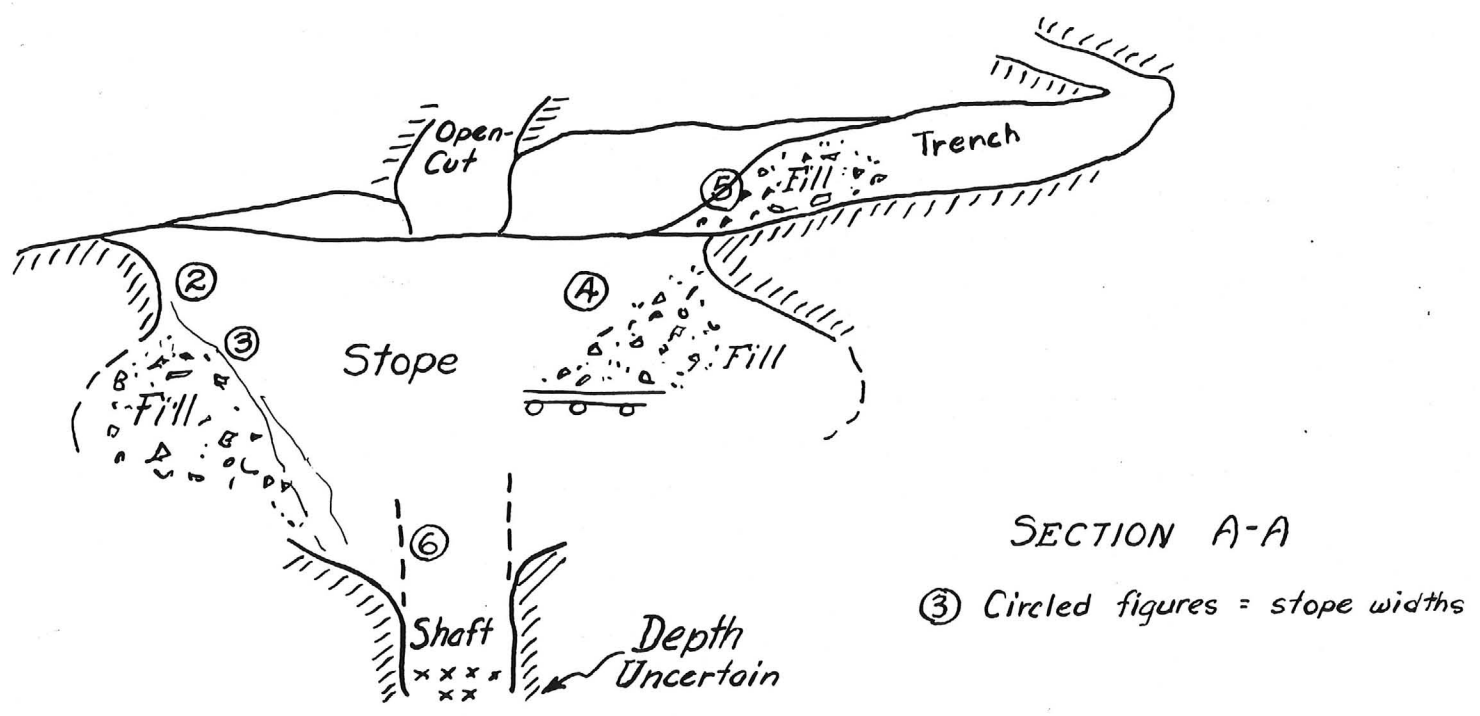 Open-
Cut
Trench
Fill
5
2
4
3
Stope
Fill
Fill
6
SECTION A-A
3 Circled figures = stope widths
Shaft
Depth
Uncertain
x x x x
x x